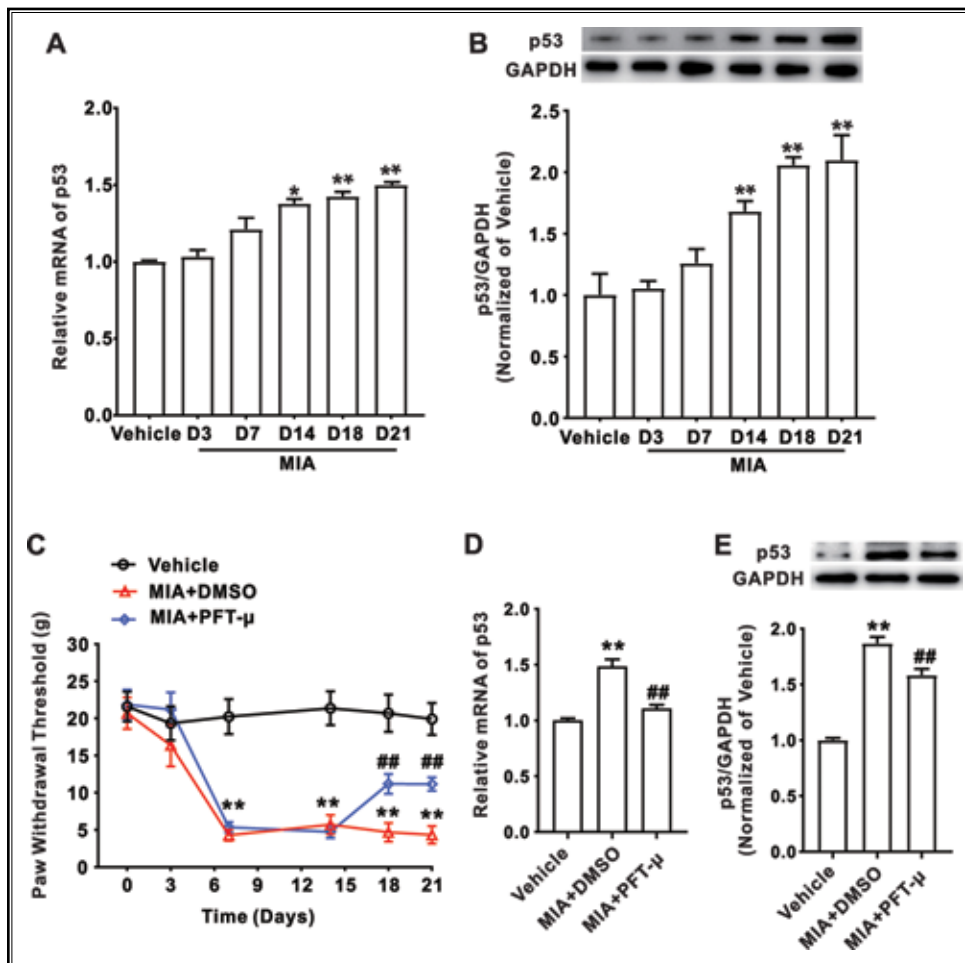 A
Relative mRNA of p53
2.0
1.5
1.0
0.5
0.0
*
**
**
Vehicle D3 D7 D14 D18 D21
MIA
B
p53
GAPDH
p53/GAPDH
(Normalized of Vehicle)
2.5
2.0
1.5
1.0
0.5
0.0
**
**
**
Vehicle D3 D7 D14 D18 D21
MIA
C
Vehicle
MIA+DMSO
MIA+PFT-μ
Paw Withdrawal Threshold (g)
30
25
20
15
10
5
0
## ##
** ** ** **
0 3 6 9 12 15 18 21
Time (Days)
D
Relative mRNA of p53
2.0
1.5
1.0
0.5
0.0
**
##
Vehicle
MIA+DMSO
MIA+PFT-μ
E
p53
GAPDH
p53/GAPDH
(Normalized of Vehicle)
2.0
1.5
1.0
0.5
0.0
**
##
Vehicle
MIA+DMSO
MIA+PFT-μ